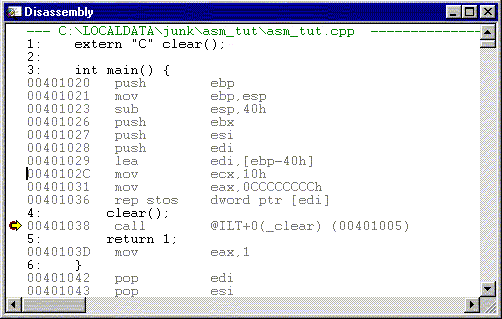 Disassembly
--- C:\LOCALDATA\junk\asm_tut\asm_tut.cpp ---
1: extern "C" clear();
2:
3: int main() {
00401020 push ebp
00401021 mov ebp,esp
00401023 sub esp,40h
00401026 push ebx
00401027 push esi
00401028 push edi
00401029 lea edi,[ebp-40h]
0040102C mov ecx,10h
00401031 mov eax,0CCCCCCCCh
00401036 rep stos dword ptr [edi]
4: clear();
00401038 call @ILT+0(_clear) (00401005)
5: return 1;
0040103D mov eax,1
6: }
00401042 pop edi
00401043 pop esi